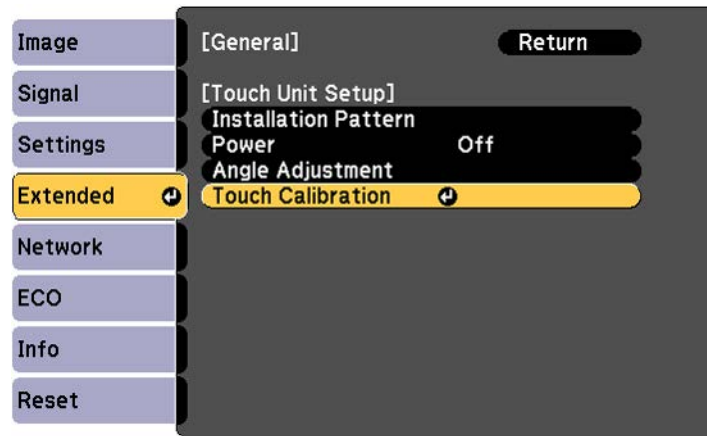 Image
Signal
Settings
Extended
Network
ECO
Info
Reset
[General] Return
[Touch Unit Setup]
Installation Pattern
Power Off
Angle Adjustment
Touch Calibration